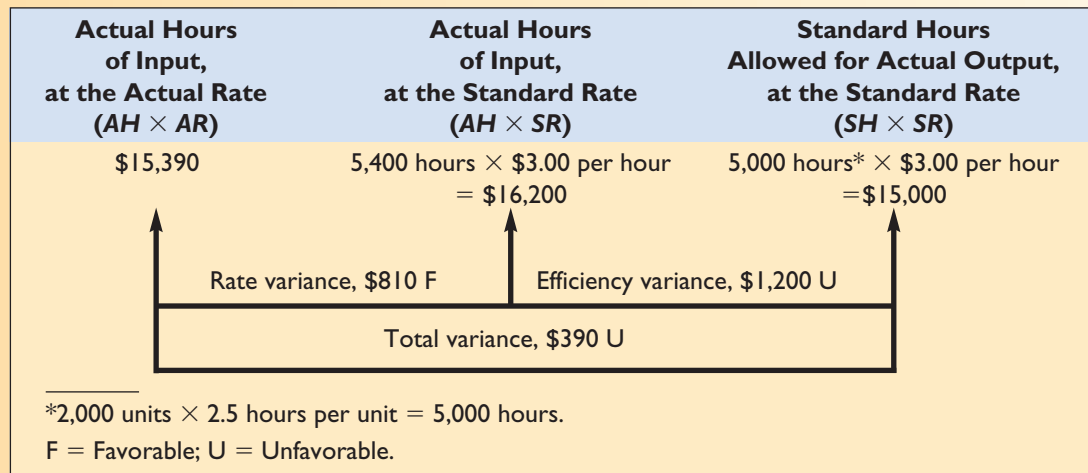 Actual Hours
of Input,
at the Actual Rate
(AH × AR)
Actual Hours
of Input,
at the Standard Rate
(AH × SR)
Standard Hours
Allowed for Actual Output,
at the Standard Rate
(SH × SR)
$15,390
5,400 hours × $3.00 per hour
= $16,200
5,000 hours* × $3.00 per hour
=$15,000
Rate variance, $810 F
Efficiency variance, $1,200 U
Total variance, $390 U
*2,000 units × 2.5 hours per unit = 5,000 hours.
F = Favorable; U = Unfavorable.